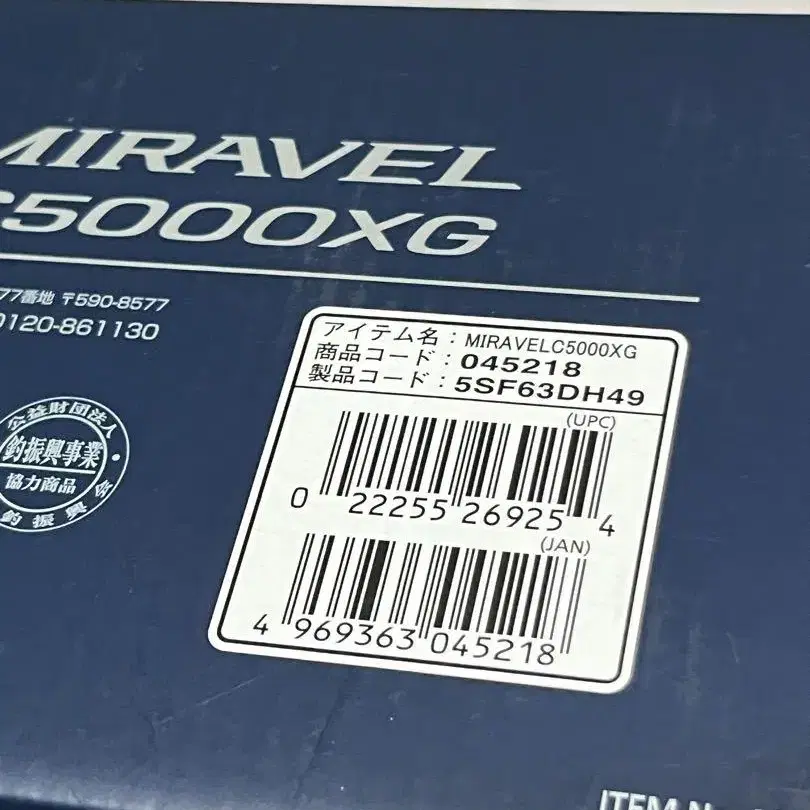 MIRAVEL
C5000XG
77番地 〒590-8577
0120-861130
アイテム名：MIRAVELC5000XG
商品コード：045218
製品コード：5SF63DH49
(UPC)
0 22255 26925 4
(JAN)
4 969363 045218
公益財団法人
釣振興事業
協力商品
釣振興会
ITEM N